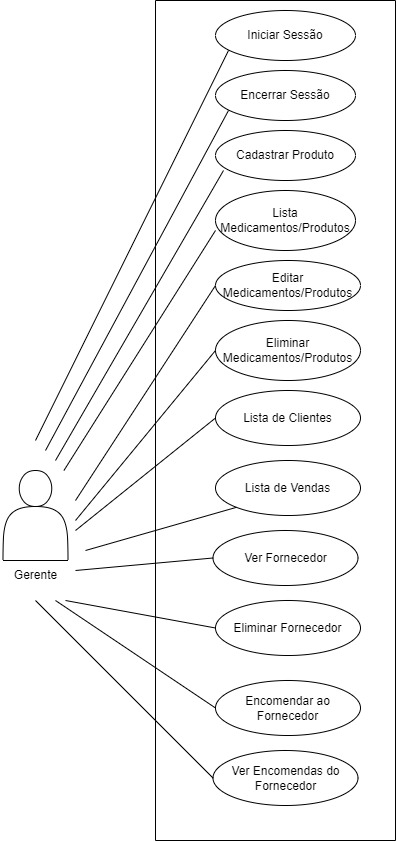 Iniciar Sessão
Encerrar Sessão
Cadastrar Produto
Lista
Medicamentos/Produtos
Editar
Medicamentos/Produtos
Eliminar
Medicamentos/Produtos
Lista de Clientes
Lista de Vendas
Ver Fornecedor
Gerente
Eliminar Fornecedor
Encomendar ao
Fornecedor
Ver Encomendas do
Fornecedor